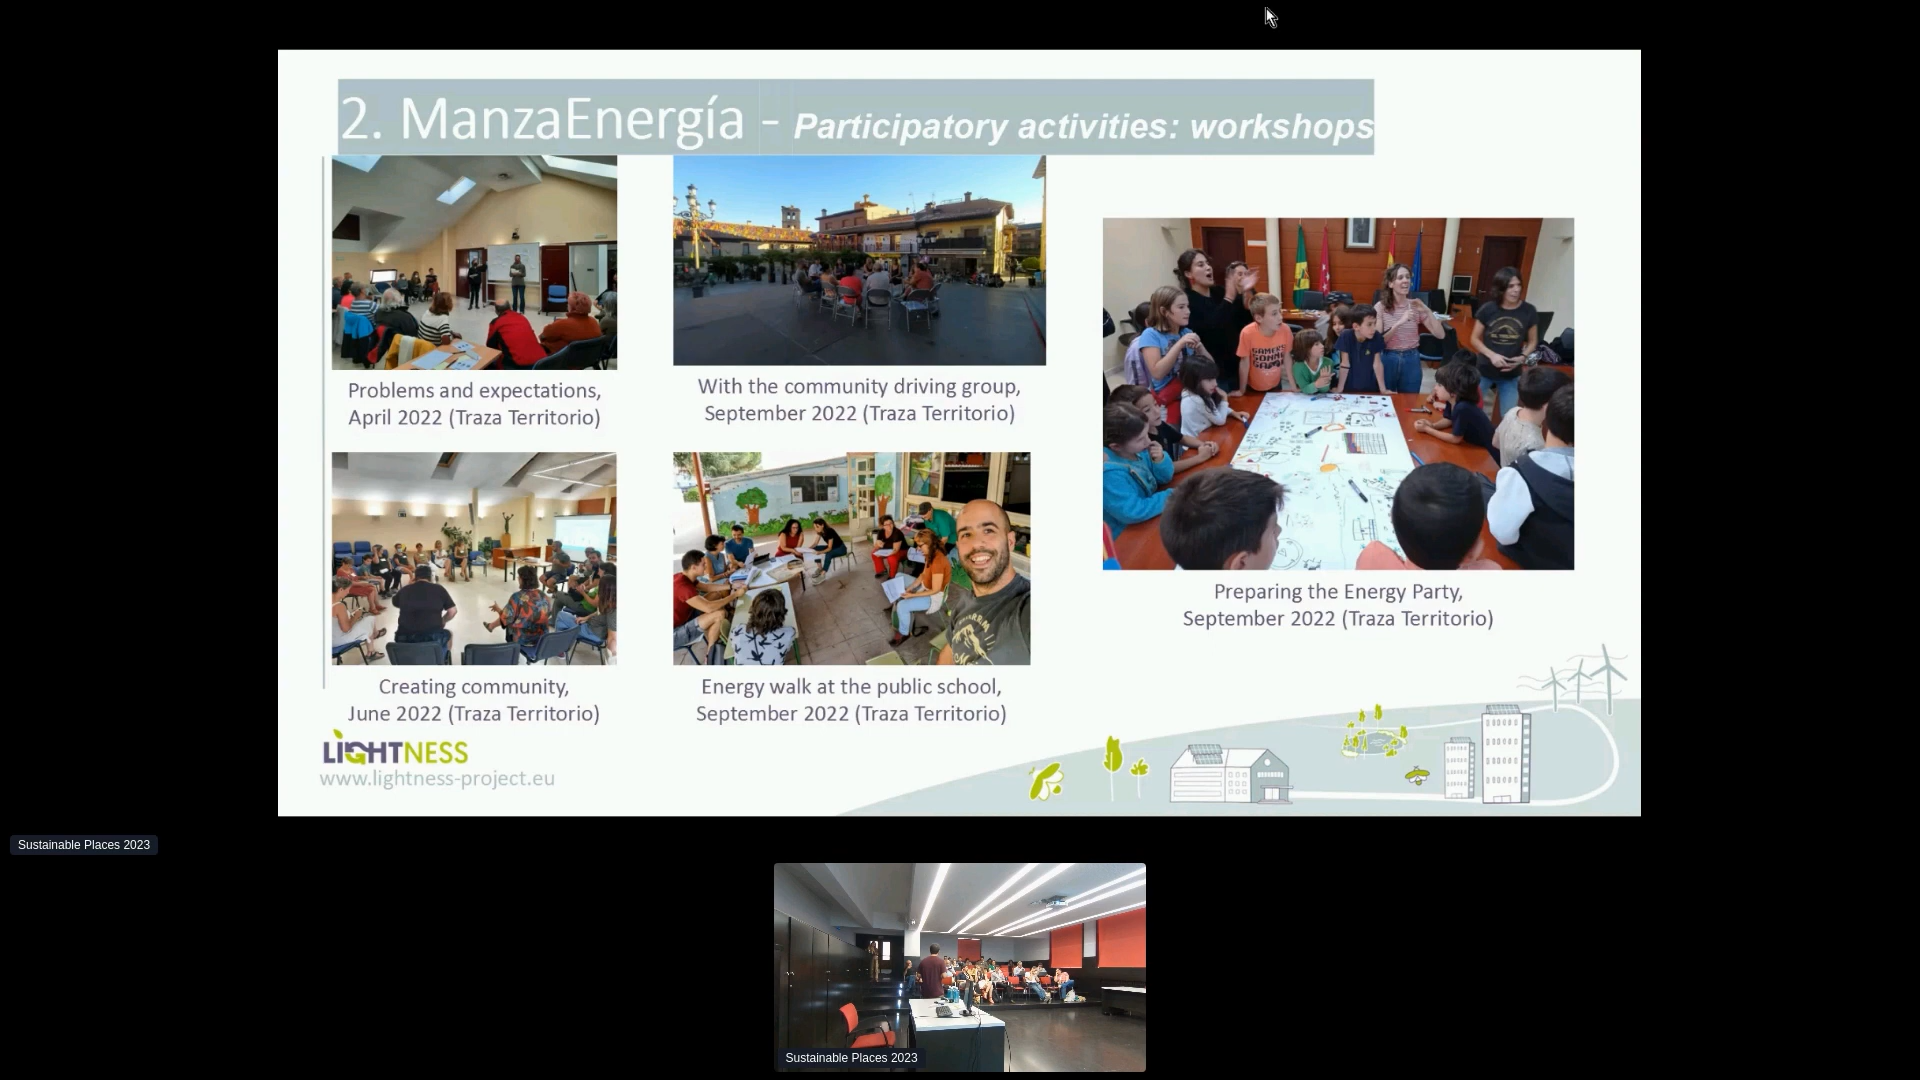 2. ManzaEnergía - Participatory activities: workshops
Problems and expectations,
April 2022 (Traza Territorio)
With the community driving group,
September 2022 (Traza Territorio)
GAMER
Preparing the Energy Party,
September 2022 (Traza Territorio)
Creating community,
June 2022 (Traza Territorio)
Energy walk at the public school,
September 2022 (Traza Territorio)
LIGHTNESS
www.lightness-project.eu
Sustainable Places 2023
Sustainable Places 2023